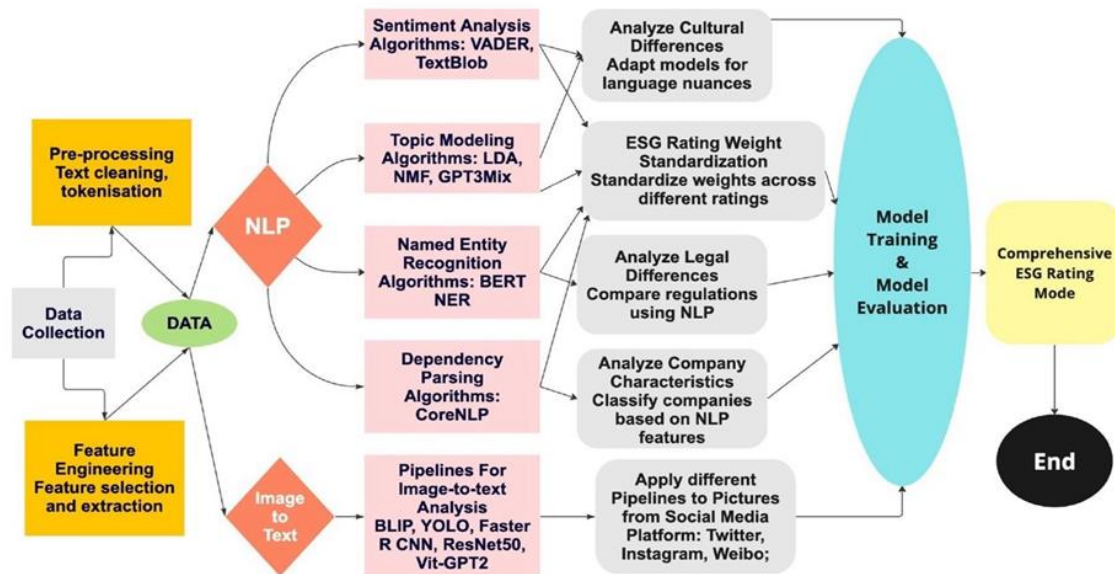 Pre-processing
Text cleaning,
tokenisation
Data
Collection
Feature
Engineering
Feature selection
and extraction
DATA
NLP
Image
to
Text
Sentiment Analysis
Algorithms: VADER,
TextBlob
Topic Modeling
Algorithms: LDA,
NMF, GPT3Mix
Named Entity
Recognition
Algorithms: BERT
NER
Dependency
Parsing
Algorithms:
CoreNLP
Pipelines For
Image-to-text
Analysis
BLIP, YOLO, Faster
R CNN, ResNet50,
Vit-GPT2
Analyze Cultural
Differences
Adapt models for
language nuances
ESG Rating Weight
Standardization
Standardize weights across
different ratings
Analyze Legal
Differences
Compare regulations
using NLP
Analyze Company
Characteristics
Classify companies
based on NLP
features
Apply different
Pipelines to Pictures
from Social Media
Platform: Twitter,
Instagram, Weibo;
Model
Training
&
Model
Evaluation
Comprehensive
ESG Rating
Mode
End